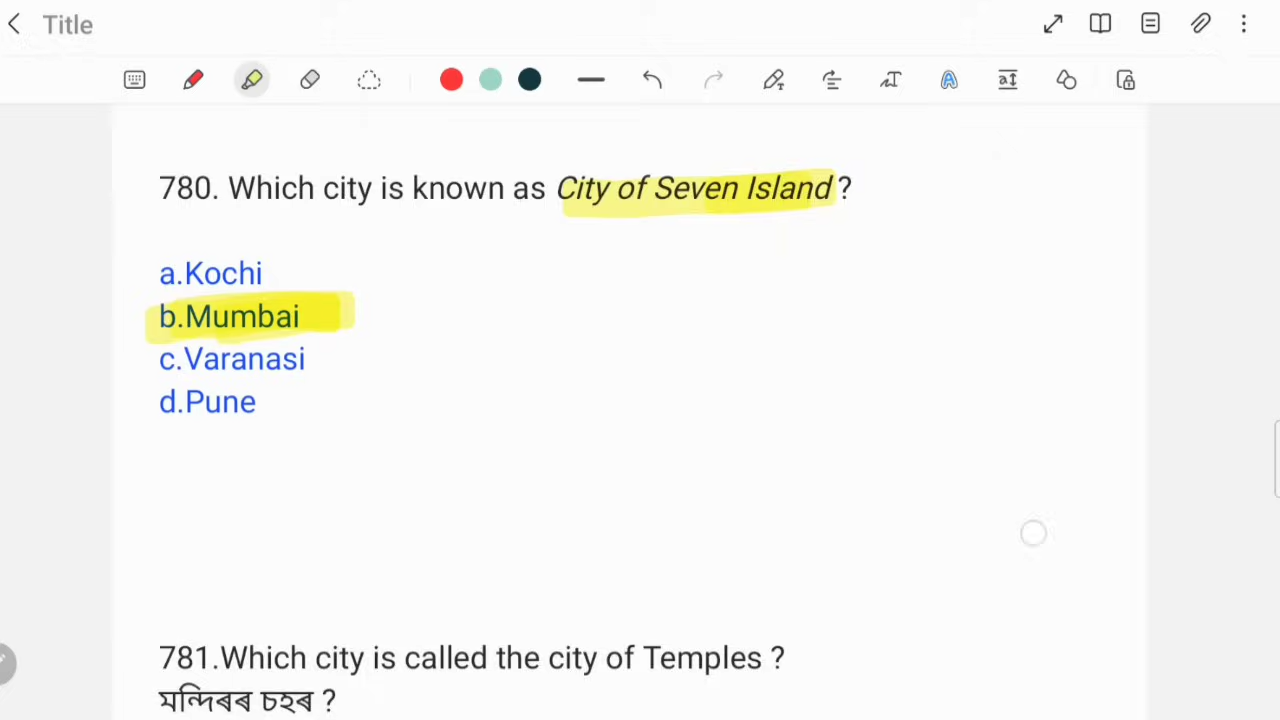 Title
780. Which city is known as City of Seven Island ?
a.Kochi
b.Mumbai
c.Varanasi
d.Pune
781.Which city is called the city of Temples ?
মন্দিৰৰ চহৰ ?